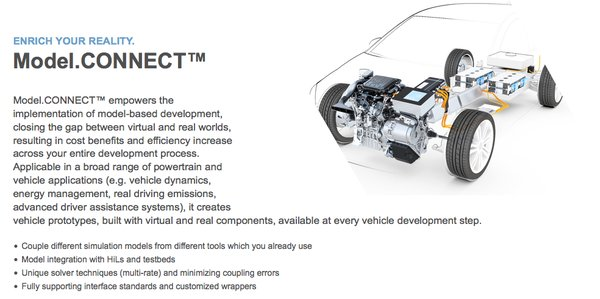 ENRICH YOUR REALITY.
Model.CONNECT™
Model.CONNECT™ empowers the
implementation of model-based development,
closing the gap between virtual and real worlds,
resulting in cost benefits and efficiency increase
across your entire development process.
Applicable in a broad range of powertrain and
vehicle applications (e.g. vehicle dynamics,
energy management, real driving emissions,
advanced driver assistance systems), it creates
vehicle prototypes, built with virtual and real components, available at every vehicle development step.
• Couple different simulation models from different tools which you already use
• Model integration with HiLs and testbeds
• Unique solver techniques (multi-rate) and minimizing coupling errors
• Fully supporting interface standards and customized wrappers